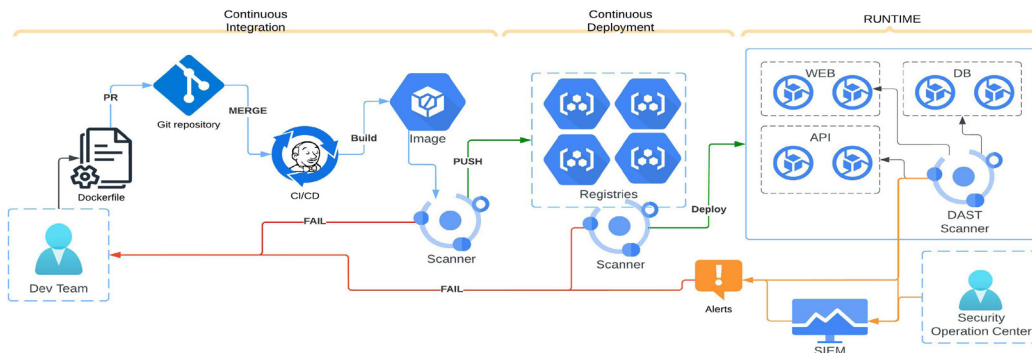 Continuous
Integration
Continuous
Deployment
RUNTIME
PR
Git repository
MERGE
Dockerfile
CI/CD
Build
Image
PUSH
Registries
WEB
DB
API
Deploy
DAST
Scanner
FAIL
Scanner
Scanner
Dev Team
FAIL
Alerts
SIEM
Security
Operation Center